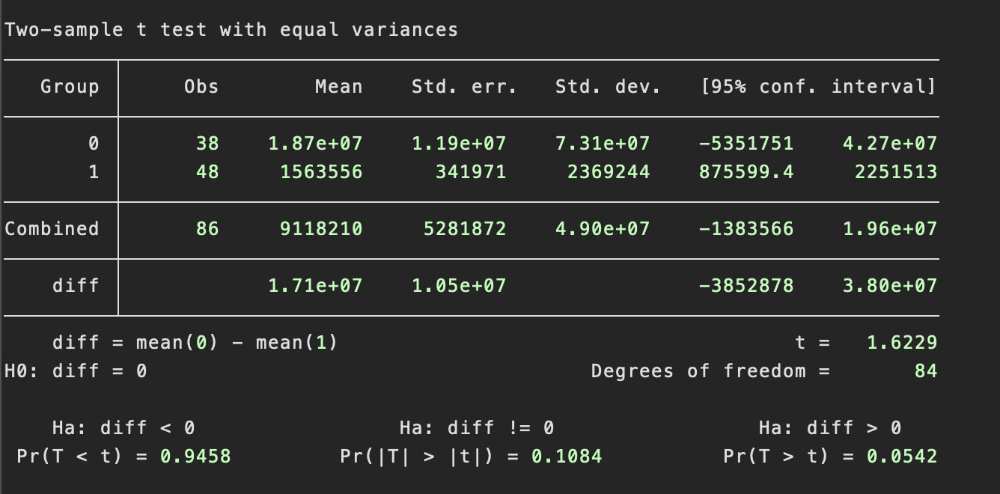 Two-sample t test with equal variances
Group Obs Mean Std. err. Std. dev. [95% conf. interval]
0 38 1.87e+07 1.19e+07 7.31e+07 -5351751 4.27e+07
1 48 1563556 341971 2369244 875599.4 2251513
Combined 86 9118210 5281872 4.90e+07 -1383566 1.96e+07
diff 1.71e+07 1.05e+07 -3852878 3.80e+07
diff = mean(0) - mean(1) t = 1.6229
H0: diff = 0 Degrees of freedom = 84
Ha: diff < 0 Ha: diff != 0 Ha: diff > 0
Pr(T < t) = 0.9458 Pr(|T| > |t|) = 0.1084 Pr(T > t) = 0.0542